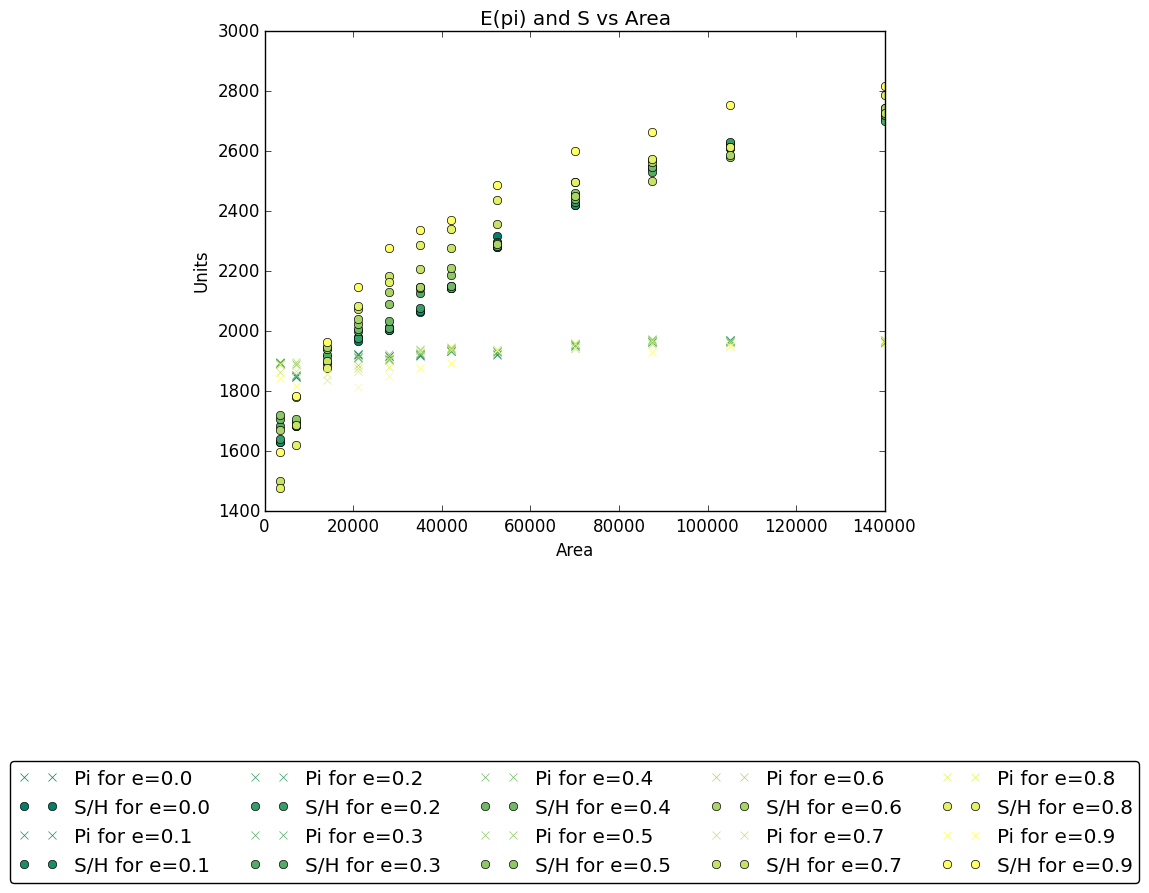 E(pi) and S vs Area
3000
2800
2600
2400
2200
2000
1800
1600
1400
Units
0 20000 40000 60000 80000 100000 120000 140000
Area
Pi for e=0.0 Pi for e=0.2 Pi for e=0.4 Pi for e=0.6 Pi for e=0.8
S/H for e=0.0 S/H for e=0.2 S/H for e=0.4 S/H for e=0.6 S/H for e=0.8
Pi for e=0.1 Pi for e=0.3 Pi for e=0.5 Pi for e=0.7 Pi for e=0.9
S/H for e=0.1 S/H for e=0.3 S/H for e=0.5 S/H for e=0.7 S/H for e=0.9